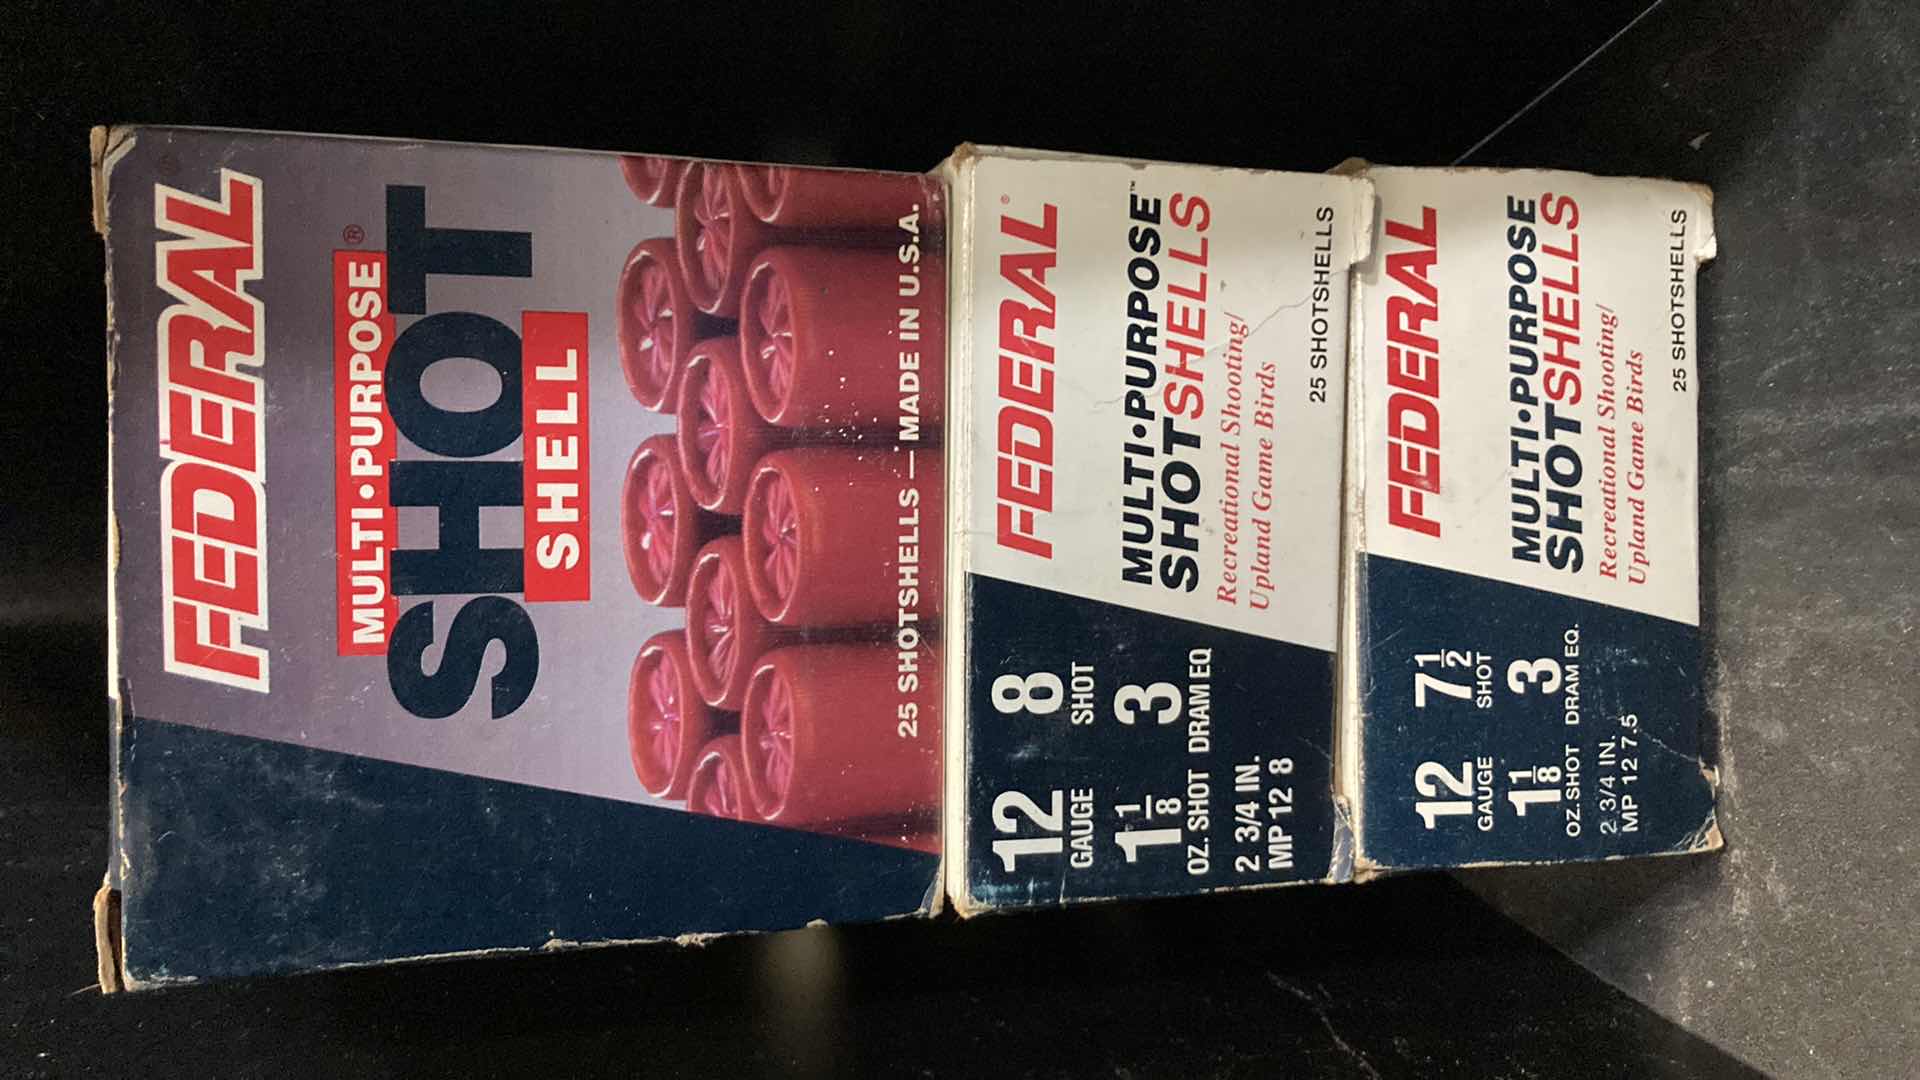 FEDERAL
MULTI•PURPOSE®
SHOT
SHELL
25 SHOTSHELLS — MADE IN U.S.A.
FEDERAL®
MULTI•PURPOSE™
SHOTSHELLS
Recreational Shooting/
Upland Game Birds
25 SHOTSHELLS
12 8
GAUGE SHOT
1 1/8 3
OZ. SHOT DRAM EQ
2 3/4 IN.
MP 12 8
FEDERAL
MULTI•PURPOSE
SHOTSHELLS
Recreational Shooting/
Upland Game Birds
25 SHOTSHELLS
12 7 1/2
GAUGE SHOT
1 1/8 3
OZ. SHOT DRAM EQ.
2 3/4 IN.
MP 12 7.5